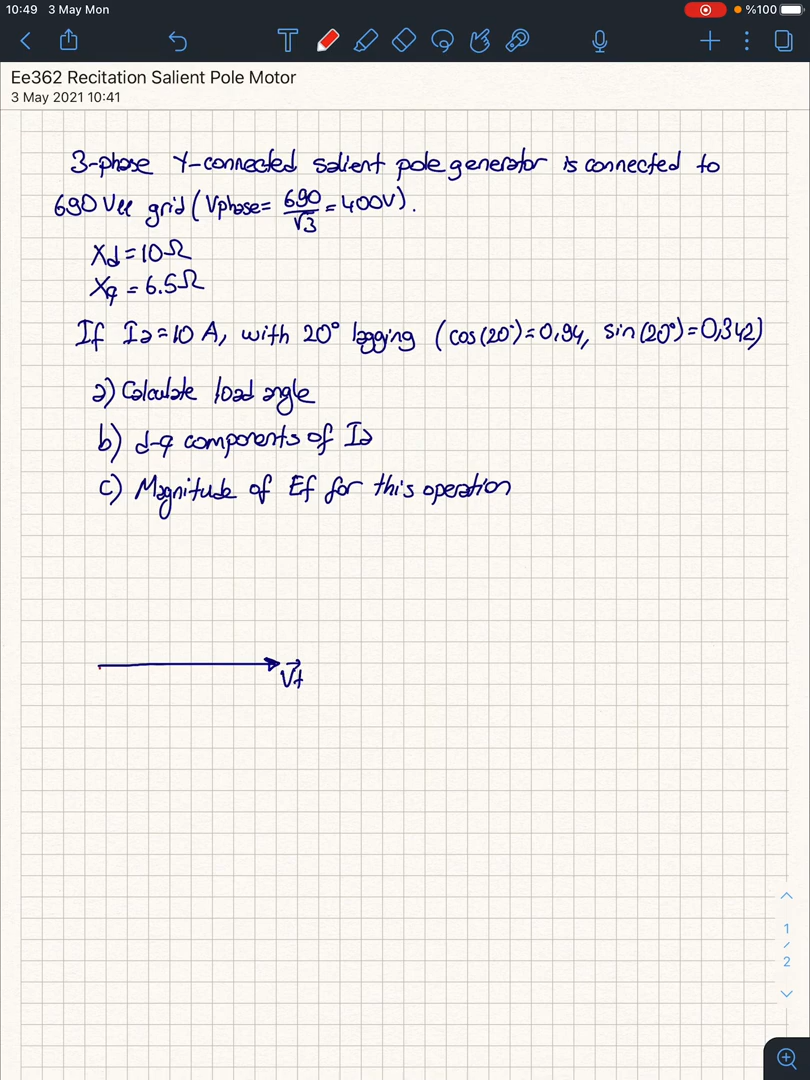 10:49 3 May Mon %100
Ee362 Recitation Salient Pole Motor
3 May 2021 10:41
3-phase Y-connected salient pole generator is connected to
690 Vll grid (Vphase = 690/√3 = 400V).
Xd = 10Ω
Xq = 6.5Ω
If Ia = 10 A, with 20° lagging (cos(20°) = 0,94, sin(20°) = 0,342)
a) Calculate load angle
b) d-q components of Ia
c) Magnitude of Ef for this operation
V⃗t
1
/
2